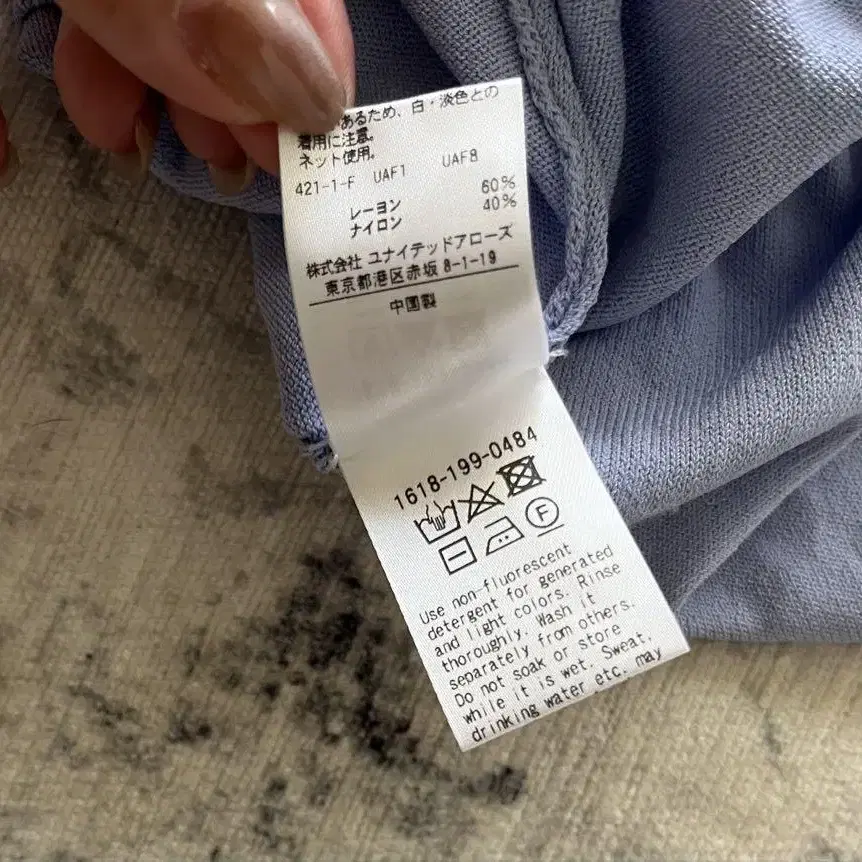 あるため、白・淡色との
着用に注意。
ネット使用。
421-1-F UAF1 UAF8
レーヨン 60%
ナイロン 40%
株式会社 ユナイテッドアローズ
東京都港区赤坂 8-1-19
中国製
1618-199-0484
F
Use non-fluorescent
detergent for generated
and light colors. Rinse
thoroughly. Wash it
separately from others.
Do not soak or store
while it is wet. Sweat,
drinking water etc. may